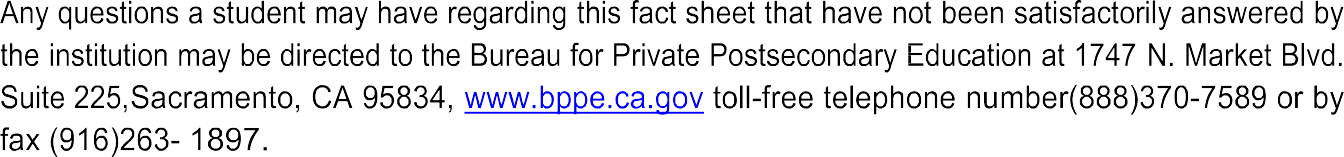 Any questions a student may have regarding this fact sheet that have not been satisfactorily answered by
the institution may be directed to the Bureau for Private Postsecondary Education at 1747 N. Market Blvd.
Suite 225,Sacramento, CA 95834, www.bppe.ca.gov toll-free telephone number(888)370-7589 or by
fax (916)263- 1897.